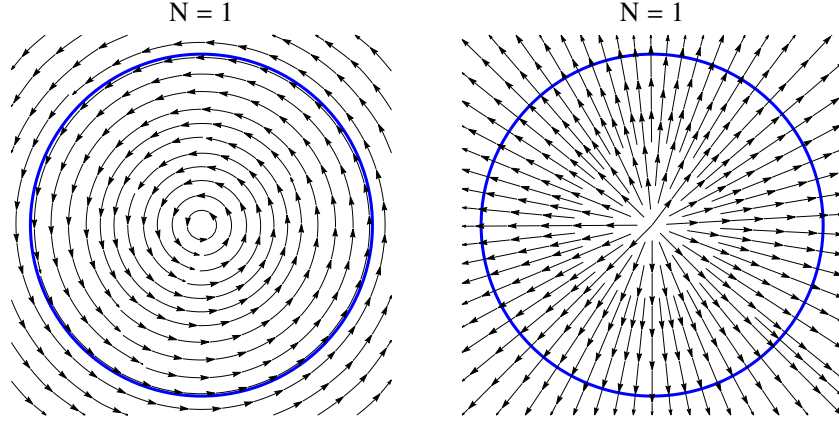 N = 1
N = 1